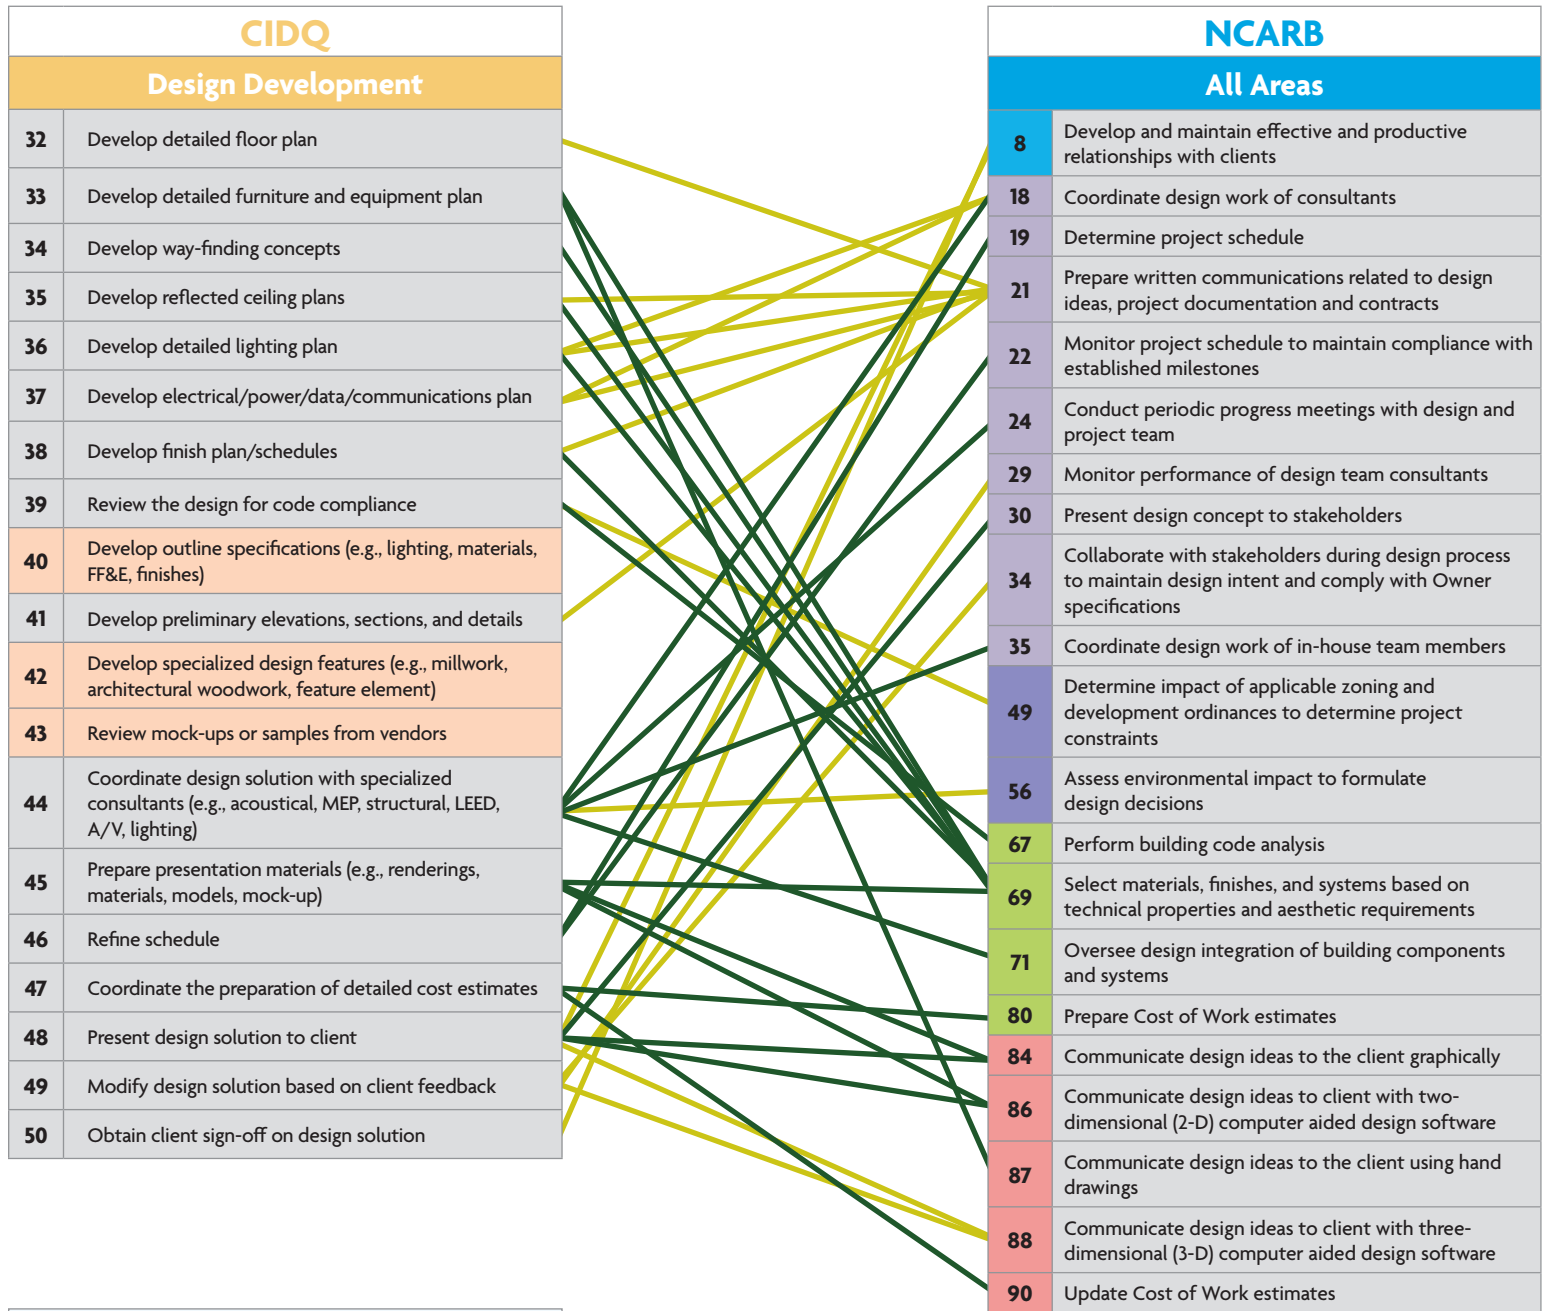 CIDQ
Design Development
32 Develop detailed floor plan
33 Develop detailed furniture and equipment plan
34 Develop way-finding concepts
35 Develop reflected ceiling plans
36 Develop detailed lighting plan
37 Develop electrical/power/data/communications plan
38 Develop finish plan/schedules
39 Review the design for code compliance
40 Develop outline specifications (e.g., lighting, materials,
FF&E, finishes)
41 Develop preliminary elevations, sections, and details
42 Develop specialized design features (e.g., millwork,
architectural woodwork, feature element)
43 Review mock-ups or samples from vendors
44 Coordinate design solution with specialized
consultants (e.g., acoustical, MEP, structural, LEED,
A/V, lighting)
45 Prepare presentation materials (e.g., renderings,
materials, models, mock-up)
46 Refine schedule
47 Coordinate the preparation of detailed cost estimates
48 Present design solution to client
49 Modify design solution based on client feedback
50 Obtain client sign-off on design solution
NCARB
All Areas
8 Develop and maintain effective and productive
relationships with clients
18 Coordinate design work of consultants
19 Determine project schedule
21 Prepare written communications related to design
ideas, project documentation and contracts
22 Monitor project schedule to maintain compliance with
established milestones
24 Conduct periodic progress meetings with design and
project team
29 Monitor performance of design team consultants
30 Present design concept to stakeholders
34 Collaborate with stakeholders during design process
to maintain design intent and comply with Owner
specifications
35 Coordinate design work of in-house team members
49 Determine impact of applicable zoning and
development ordinances to determine project
constraints
56 Assess environmental impact to formulate
design decisions
67 Perform building code analysis
69 Select materials, finishes, and systems based on
technical properties and aesthetic requirements
71 Oversee design integration of building components
and systems
80 Prepare Cost of Work estimates
84 Communicate design ideas to the client graphically
86 Communicate design ideas to client with two-
dimensional (2-D) computer aided design software
87 Communicate design ideas to the client using hand
drawings
88 Communicate design ideas to client with three-
dimensional (3-D) computer aided design software
90 Update Cost of Work estimates